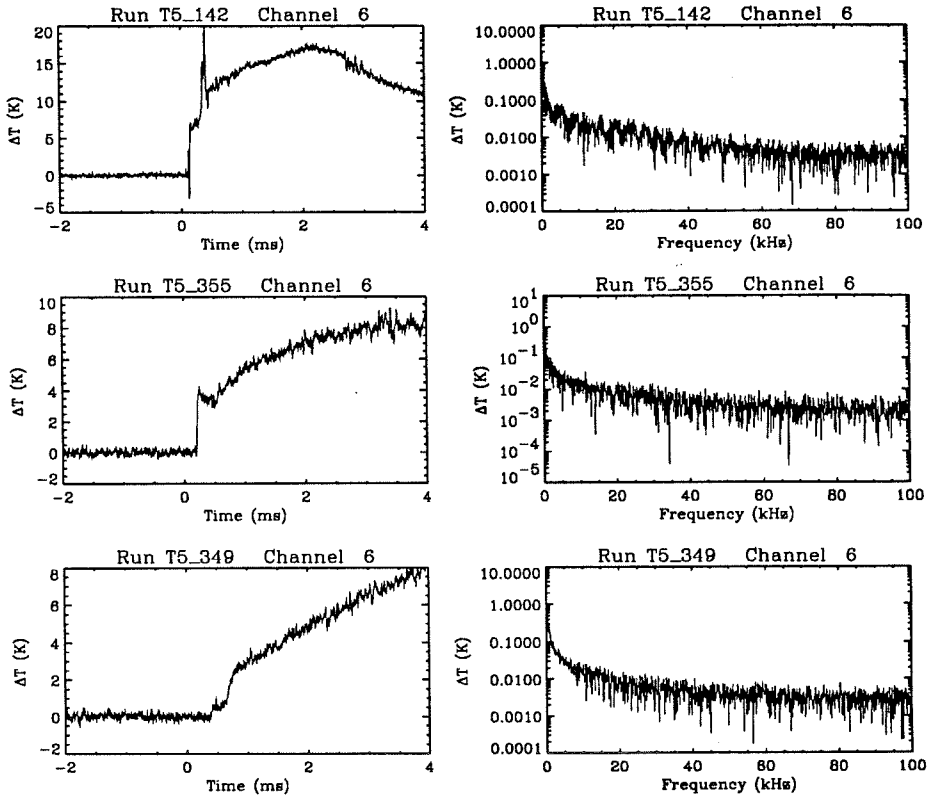 Run T5_142 Channel 6
20
15
10
5
0
−5
ΔT (K)
−2 0 2 4
Time (ms)
Run T5_142 Channel 6
10.0000
1.0000
0.1000
0.0100
0.0010
0.0001
ΔT (K)
0 20 40 60 80 100
Frequency (kHz)
Run T5_355 Channel 6
10
8
6
4
2
0
−2
ΔT (K)
−2 0 2 4
Time (ms)
Run T5_355 Channel 6
10^1
10^0
10^−1
10^−2
10^−3
10^−4
10^−5
ΔT (K)
0 20 40 60 80 100
Frequency (kHz)
Run T5_349 Channel 6
8
6
4
2
0
−2
ΔT (K)
−2 0 2 4
Time (ms)
Run T5_349 Channel 6
10.0000
1.0000
0.1000
0.0100
0.0010
0.0001
ΔT (K)
0 20 40 60 80 100
Frequency (kHz)